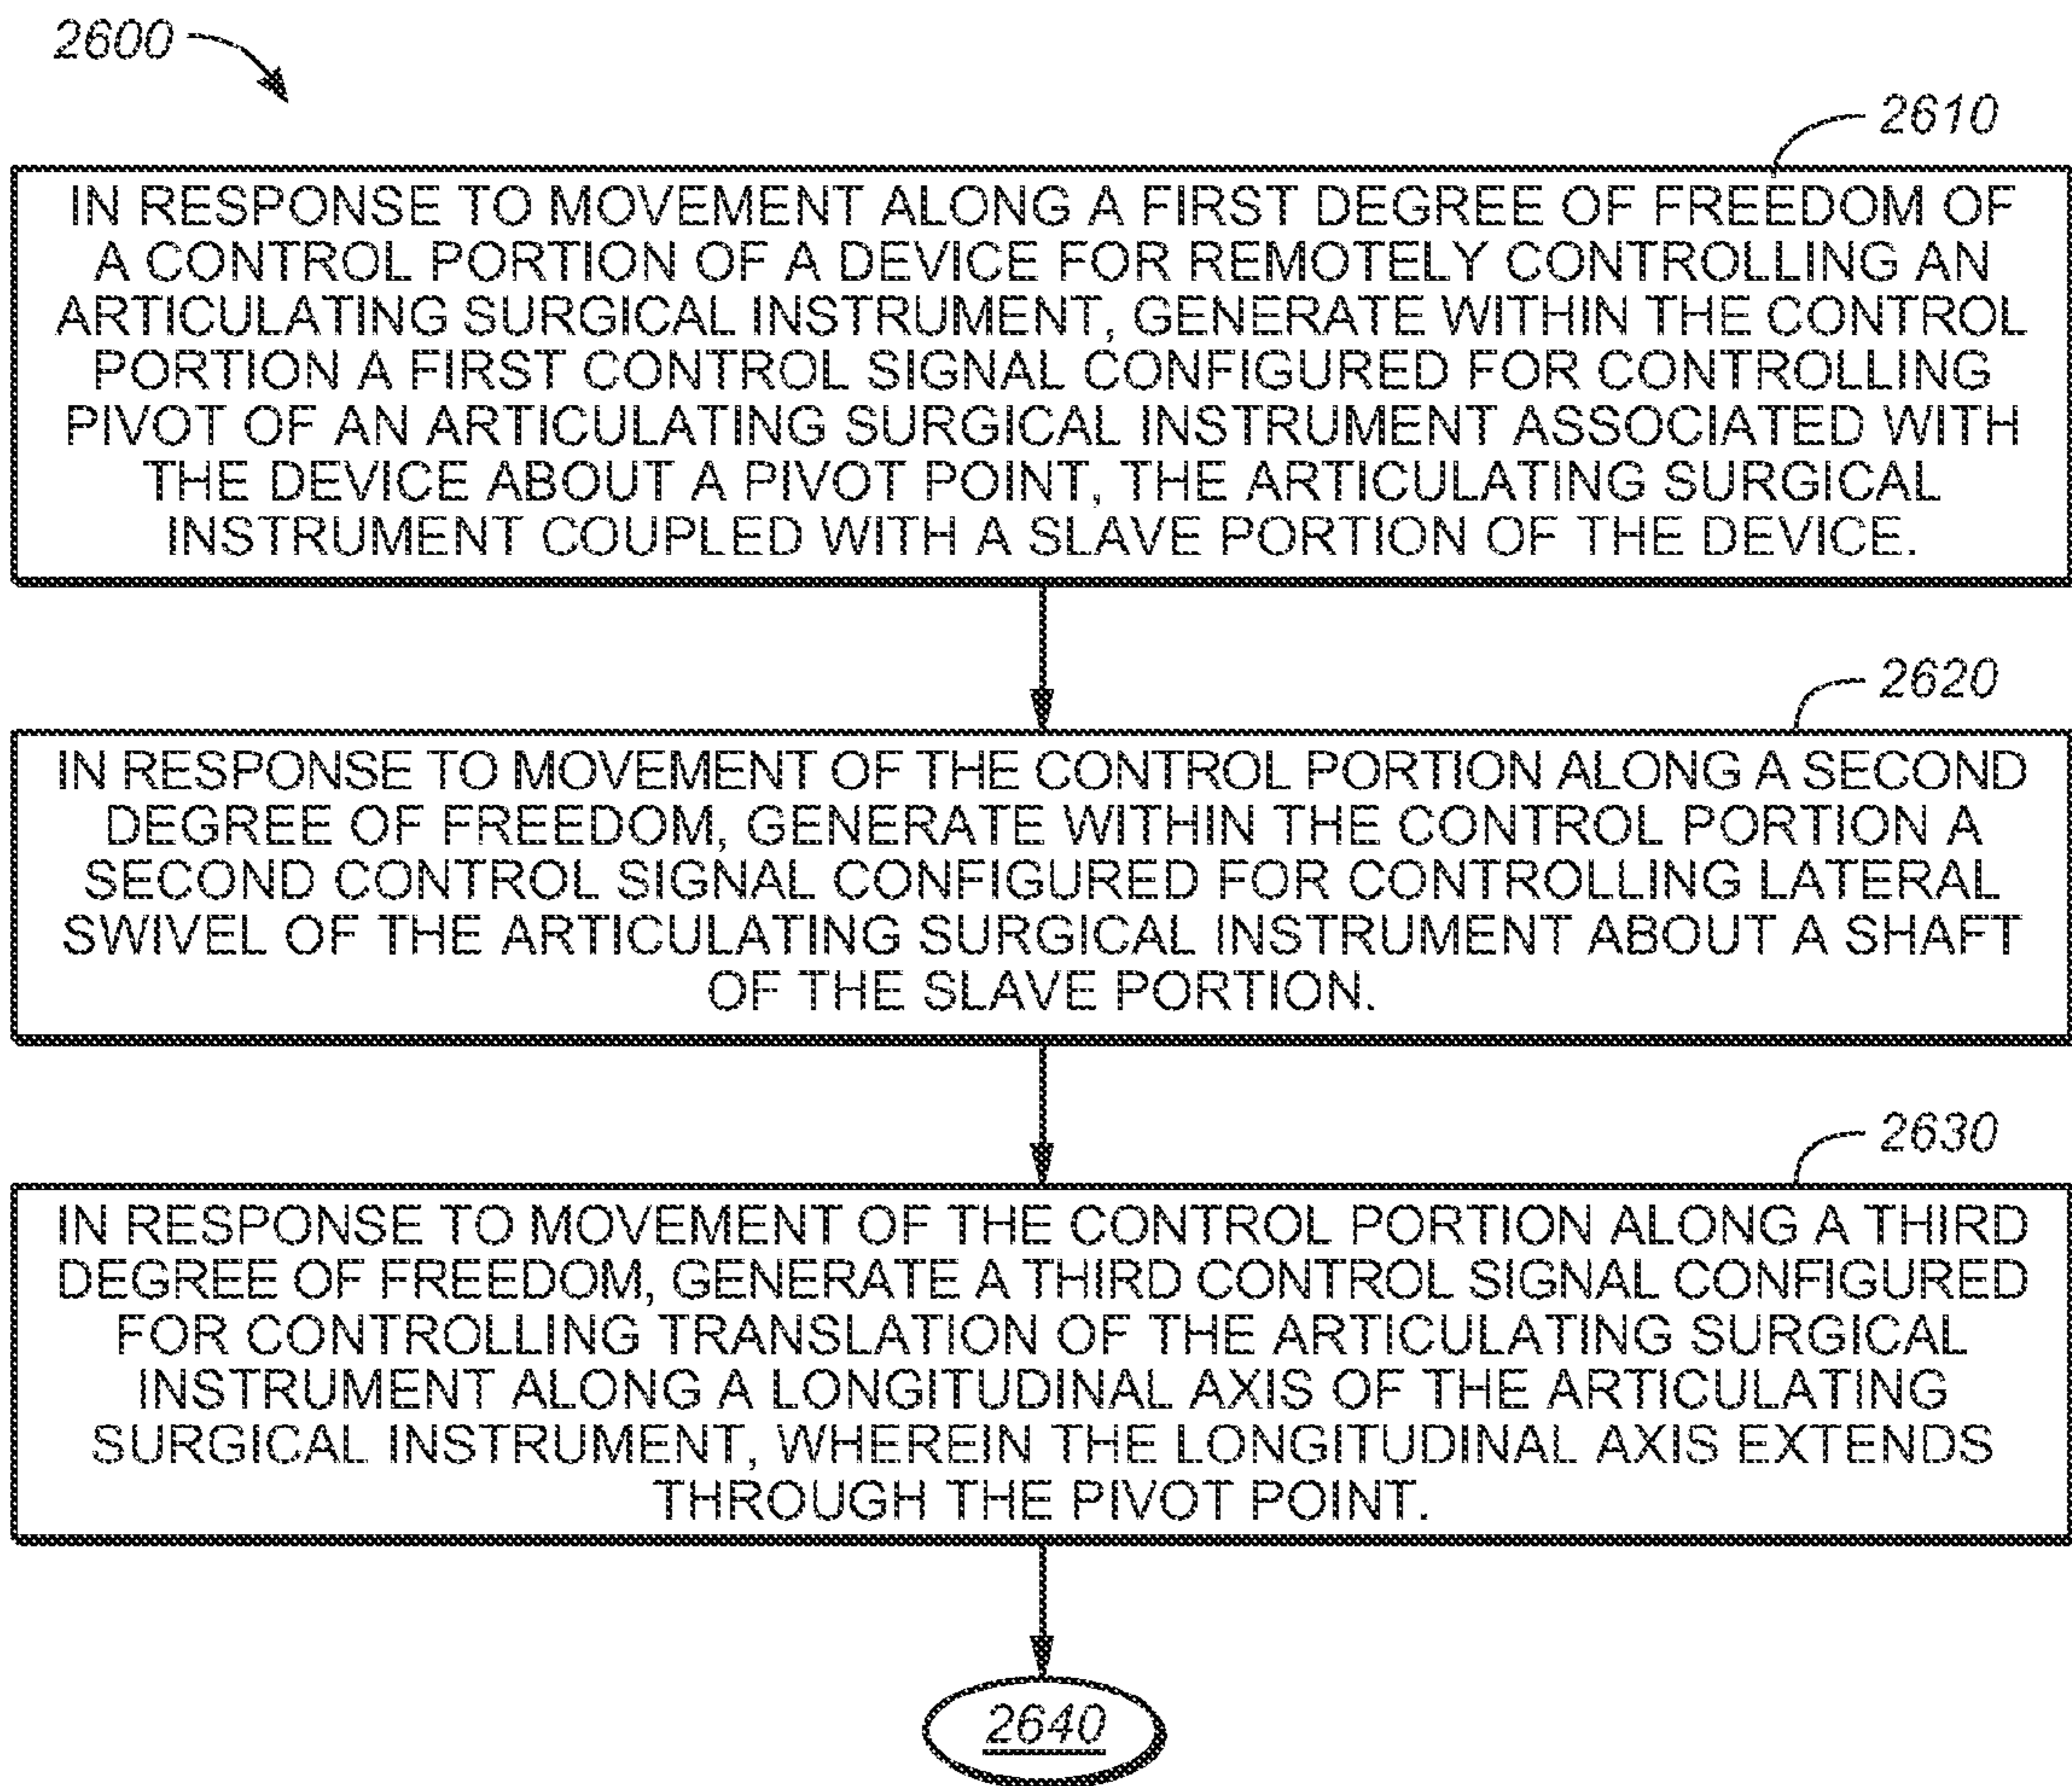 2600
2610
IN RESPONSE TO MOVEMENT ALONG A FIRST DEGREE OF FREEDOM OF
A CONTROL PORTION OF A DEVICE FOR REMOTELY CONTROLLING AN
ARTICULATING SURGICAL INSTRUMENT, GENERATE WITHIN THE CONTROL
PORTION A FIRST CONTROL SIGNAL CONFIGURED FOR CONTROLLING
PIVOT OF AN ARTICULATING SURGICAL INSTRUMENT ASSOCIATED WITH
THE DEVICE ABOUT A PIVOT POINT, THE ARTICULATING SURGICAL
INSTRUMENT COUPLED WITH A SLAVE PORTION OF THE DEVICE.
2620
IN RESPONSE TO MOVEMENT OF THE CONTROL PORTION ALONG A SECOND
DEGREE OF FREEDOM, GENERATE WITHIN THE CONTROL PORTION A
SECOND CONTROL SIGNAL CONFIGURED FOR CONTROLLING LATERAL
SWIVEL OF THE ARTICULATING SURGICAL INSTRUMENT ABOUT A SHAFT
OF THE SLAVE PORTION.
2630
IN RESPONSE TO MOVEMENT OF THE CONTROL PORTION ALONG A THIRD
DEGREE OF FREEDOM, GENERATE A THIRD CONTROL SIGNAL CONFIGURED
FOR CONTROLLING TRANSLATION OF THE ARTICULATING SURGICAL
INSTRUMENT ALONG A LONGITUDINAL AXIS OF THE ARTICULATING
SURGICAL INSTRUMENT, WHEREIN THE LONGITUDINAL AXIS EXTENDS
THROUGH THE PIVOT POINT.
2640